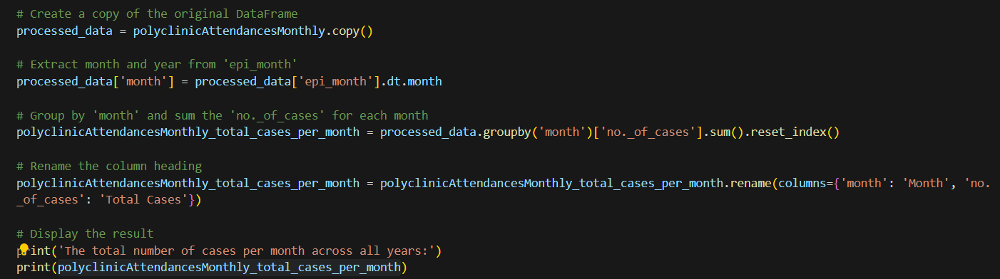 # Create a copy of the original DataFrame
processed_data = polyclinicAttendancesMonthly.copy()
# Extract month and year from 'epi_month'
processed_data['month'] = processed_data['epi_month'].dt.month
# Group by 'month' and sum the 'no._of_cases' for each month
polyclinicAttendancesMonthly_total_cases_per_month = processed_data.groupby('month')['no._of_cases'].sum().reset_index()
# Rename the column heading
polyclinicAttendancesMonthly_total_cases_per_month = polyclinicAttendancesMonthly_total_cases_per_month.rename(columns={'month': 'Month', 'no.
_of_cases': 'Total Cases'})
# Display the result
print('The total number of cases per month across all years:')
print(polyclinicAttendancesMonthly_total_cases_per_month)